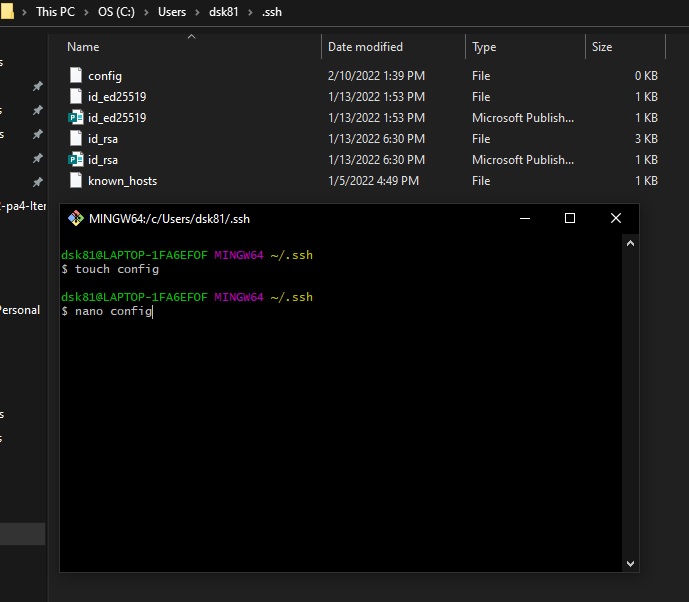 This PC > OS (C:) > Users > dsk81 > .ssh
Name Date modified Type Size
config 2/10/2022 1:39 PM File 0 KB
id_ed25519 1/13/2022 1:53 PM File 1 KB
id_ed25519 1/13/2022 1:53 PM Microsoft Publish... 1 KB
id_rsa 1/13/2022 6:30 PM File 3 KB
id_rsa 1/13/2022 6:30 PM Microsoft Publish... 1 KB
known_hosts 1/5/2022 4:49 PM File 1 KB
-pa4-Iter
Personal
MINGW64:/c/Users/dsk81/.ssh
dsk81@LAPTOP-1FA6EFOF MINGW64 ~/.ssh
$ touch config
dsk81@LAPTOP-1FA6EFOF MINGW64 ~/.ssh
$ nano config